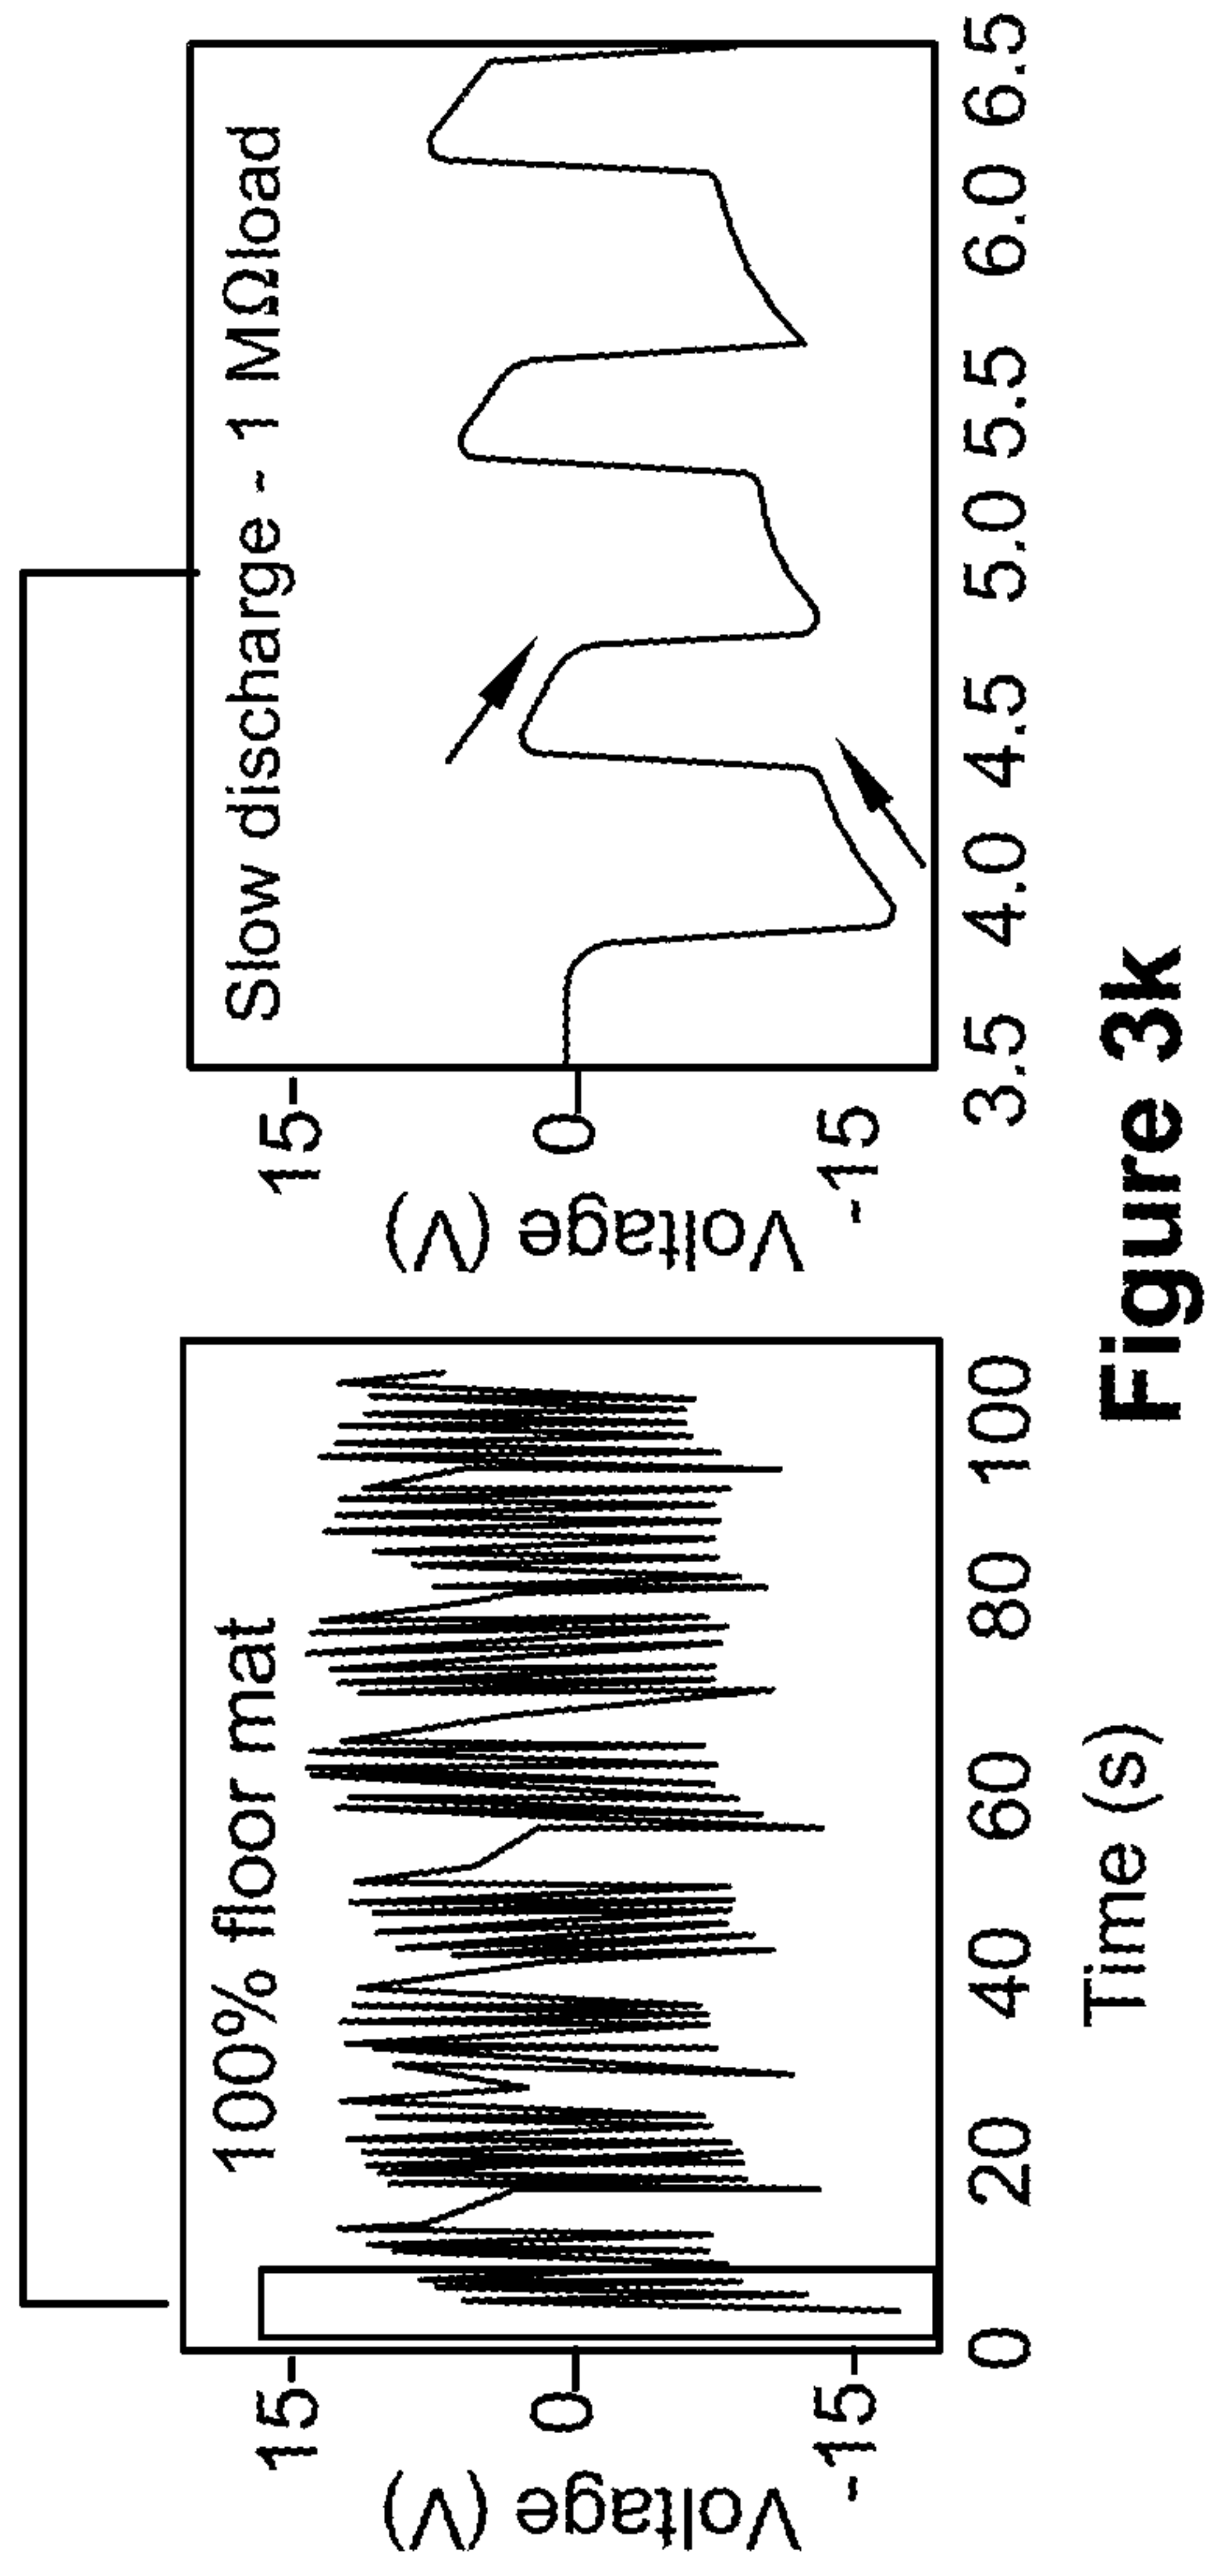 100% floor mat
Voltage (V)
15
0
-15
0 20 40 60 80 100
Time (s)
Slow discharge - 1 MΩload
Voltage (V)
15
0
-15
3.5 4.0 4.5 5.0 5.5 6.0 6.5
Figure 3k